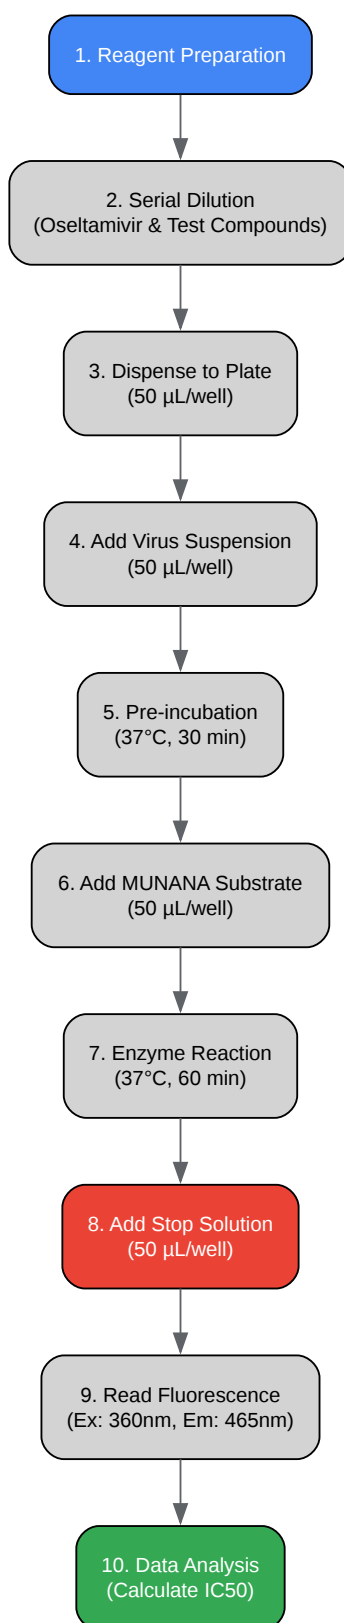 1. Reagent Preparation
2. Serial Dilution
(Oseltamivir & Test Compounds)
3. Dispense to Plate
(50 µL/well)
4. Add Virus Suspension
(50 µL/well)
5. Pre-incubation
(37°C, 30 min)
6. Add MUNANA Substrate
(50 µL/well)
7. Enzyme Reaction
(37°C, 60 min)
8. Add Stop Solution
(50 µL/well)
9. Read Fluorescence
(Ex: 360nm, Em: 465nm)
10. Data Analysis
(Calculate IC50)